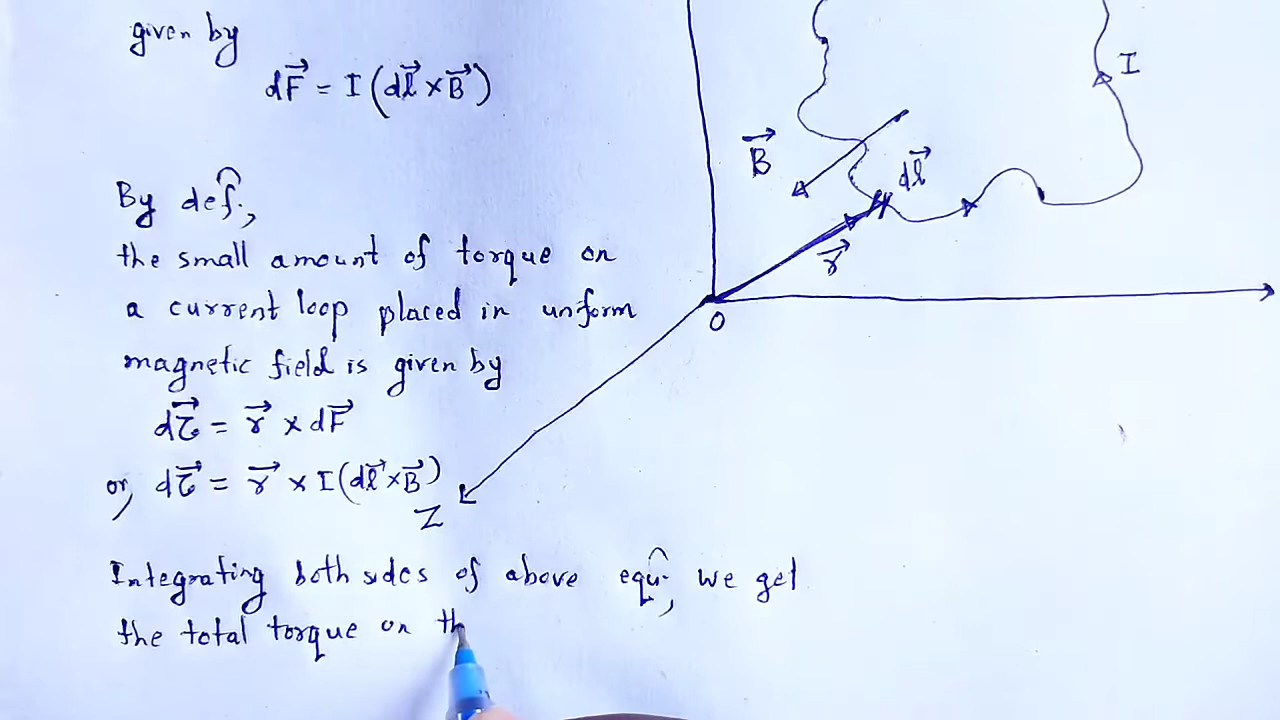 given by
dF⃗ = I (dl⃗ × B⃗)
By def.,
the small amount of torque on
a current loop placed in uniform
magnetic field is given by
dτ⃗ = r⃗ × dF⃗
or, dτ⃗ = r⃗ × I (dl⃗ × B⃗)
Integrating both sides of above equ., we get
the total torque on th
I
B⃗
dl⃗
r⃗
O
Z